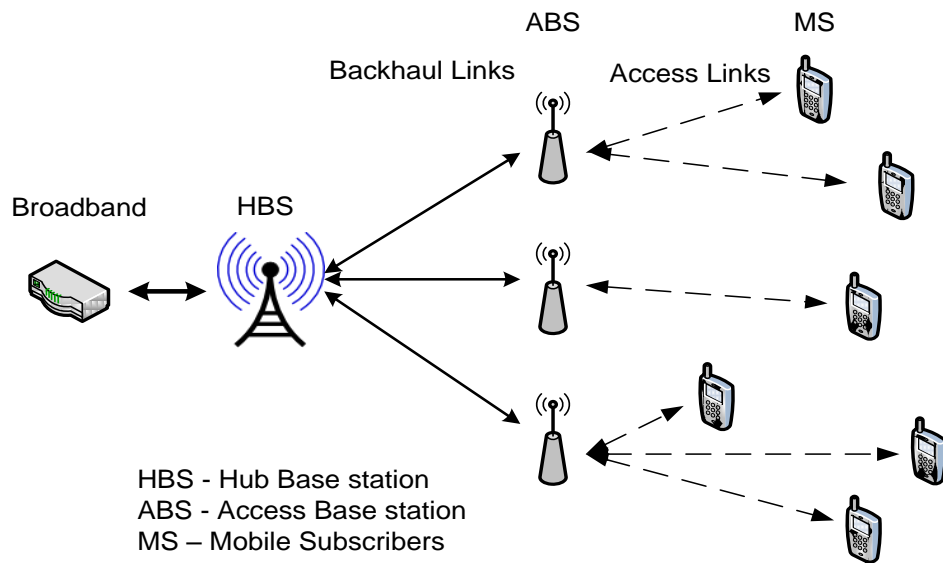 ABS
MS
Backhaul Links
Access Links
Broadband
HBS
HBS - Hub Base station
ABS - Access Base station
MS – Mobile Subscribers